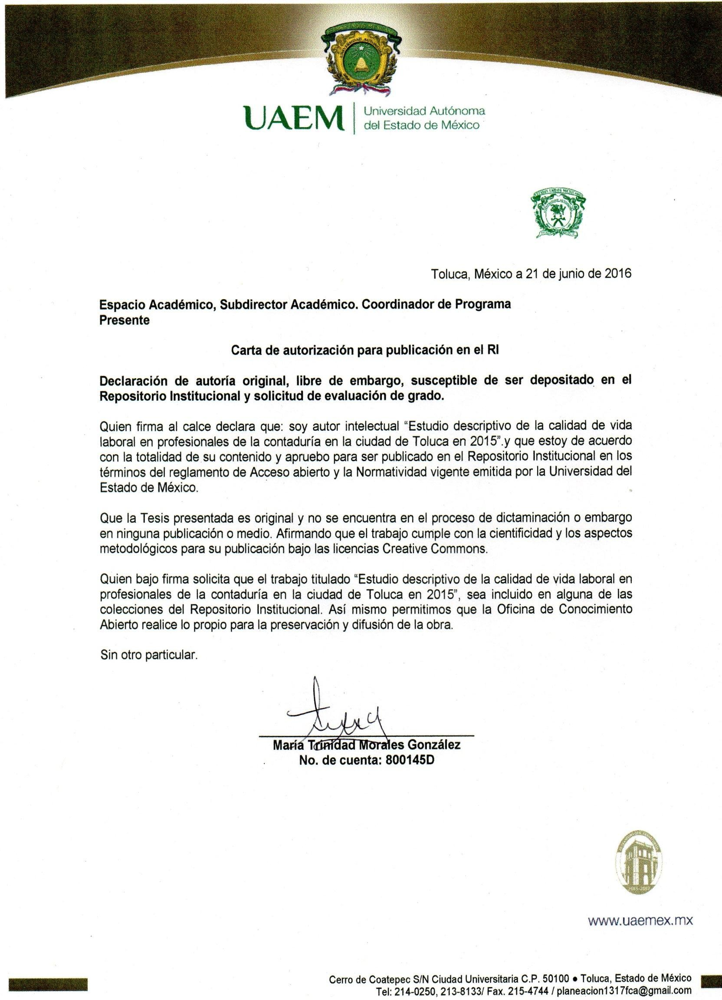 UAEM
Universidad Autónoma
del Estado de México
ESTADOS UNIDOS MEXICANOS
Toluca, México a 21 de junio de 2016
Espacio Académico, Subdirector Académico. Coordinador de Programa
Presente
Carta de autorización para publicación en el RI
Declaración de autoría original, libre de embargo, susceptible de ser depositado en el
Repositorio Institucional y solicitud de evaluación de grado.
Quien firma al calce declara que: soy autor intelectual “Estudio descriptivo de la calidad de vida
laboral en profesionales de la contaduría en la ciudad de Toluca en 2015”.y que estoy de acuerdo
con la totalidad de su contenido y apruebo para ser publicado en el Repositorio Institucional en los
términos del reglamento de Acceso abierto y la Normatividad vigente emitida por la Universidad del
Estado de México.
Que la Tesis presentada es original y no se encuentra en el proceso de dictaminación o embargo
en ninguna publicación o medio. Afirmando que el trabajo cumple con la cientificidad y los aspectos
metodológicos para su publicación bajo las licencias Creative Commons.
Quien bajo firma solicita que el trabajo titulado “Estudio descriptivo de la calidad de vida laboral en
profesionales de la contaduría en la ciudad de Toluca en 2015”, sea incluido en alguna de las
colecciones del Repositorio Institucional. Así mismo permitimos que la Oficina de Conocimiento
Abierto realice lo propio para la preservación y difusión de la obra.
Sin otro particular.
María Trinidad Morales González
No. de cuenta: 800145D
www.uaemex.mx
Cerro de Coatepec S/N Ciudad Universitaria C.P. 50100 ● Toluca, Estado de México
Tel: 214-0250, 213-8133/ Fax. 215-4744 / planeacion1317fca@gmail.com